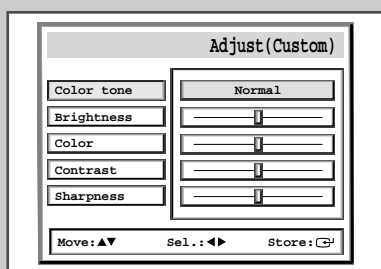 Adjust(Custom)
Color tone Normal
Brightness
Color
Contrast
Sharpness
Move:▲▼ Sel.:◀▶ Store: